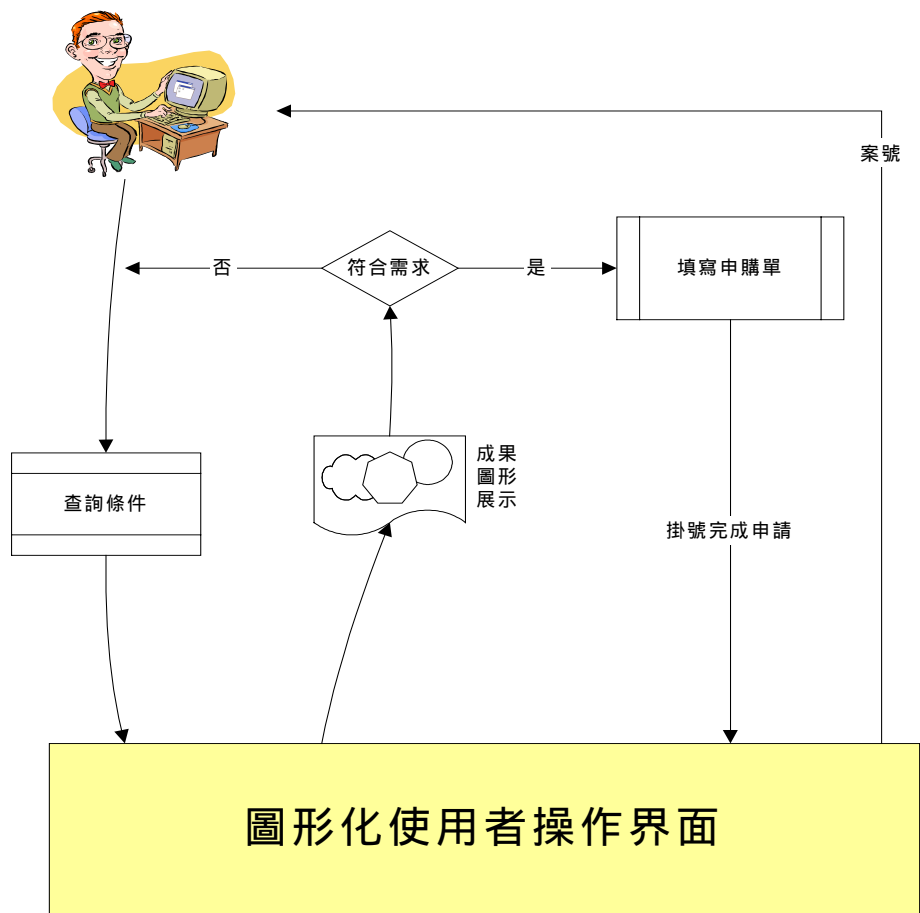 案號
否
符合需求
是
填寫申購單
成果
圖形
展示
查詢條件
掛號完成申請
圖形化使用者操作界面